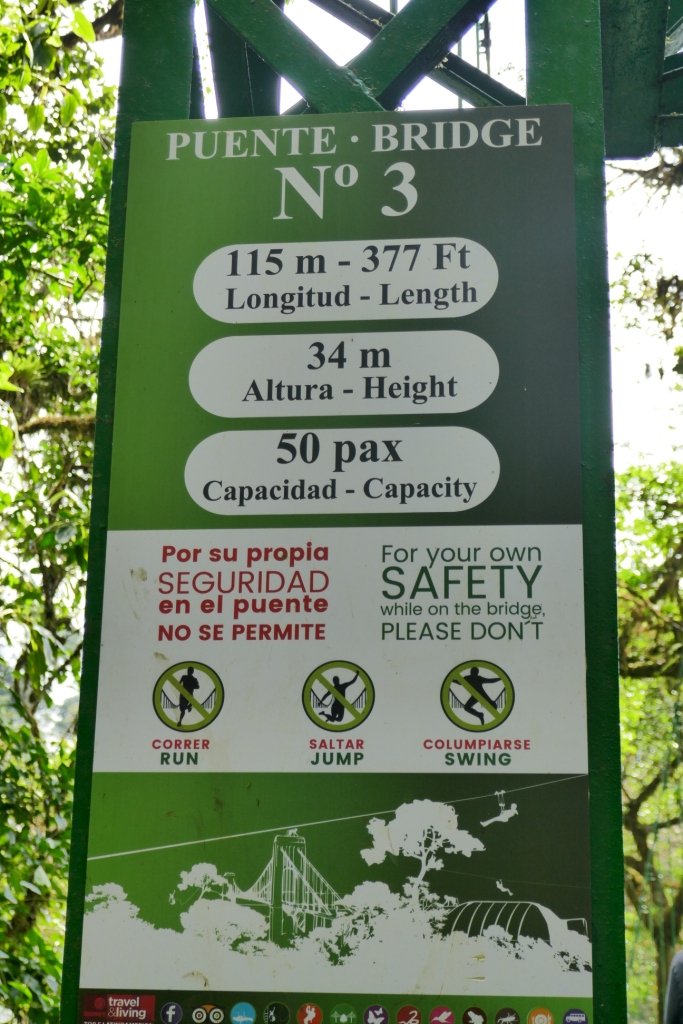 PUENTE · BRIDGE
Nº 3
115 m - 377 Ft
Longitud - Length
34 m
Altura - Height
50 pax
Capacidad - Capacity
Por su propia
SEGURIDAD
en el puente
NO SE PERMITE
For your own
SAFETY
while on the bridge,
PLEASE DON'T
CORRER
RUN
SALTAR
JUMP
COLUMPIARSE
SWING
travel
&living